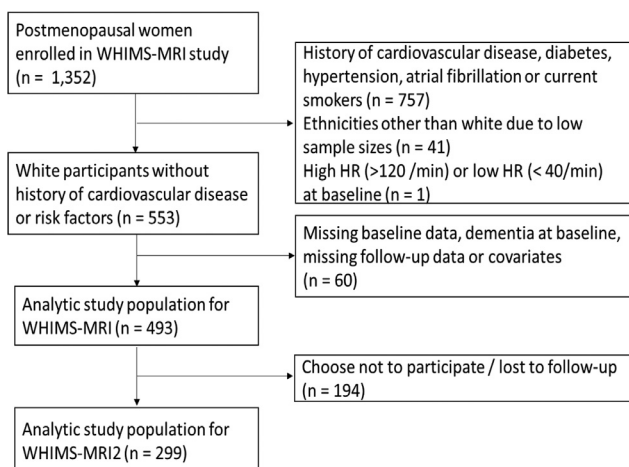 Postmenopausal women
enrolled in WHIMS-MRI study
(n = 1,352)
History of cardiovascular disease, diabetes,
hypertension, atrial fibrillation or current
smokers (n = 757)
Ethnicities other than white due to low
sample sizes (n = 41)
High HR (>120 /min) or low HR (< 40/min)
at baseline (n = 1)
White participants without
history of cardiovascular disease
or risk factors (n = 553)
Missing baseline data, dementia at baseline,
missing follow-up data or covariates
(n = 60)
Analytic study population for
WHIMS-MRI (n = 493)
Choose not to participate / lost to follow-up
(n = 194)
Analytic study population for
WHIMS-MRI2 (n = 299)